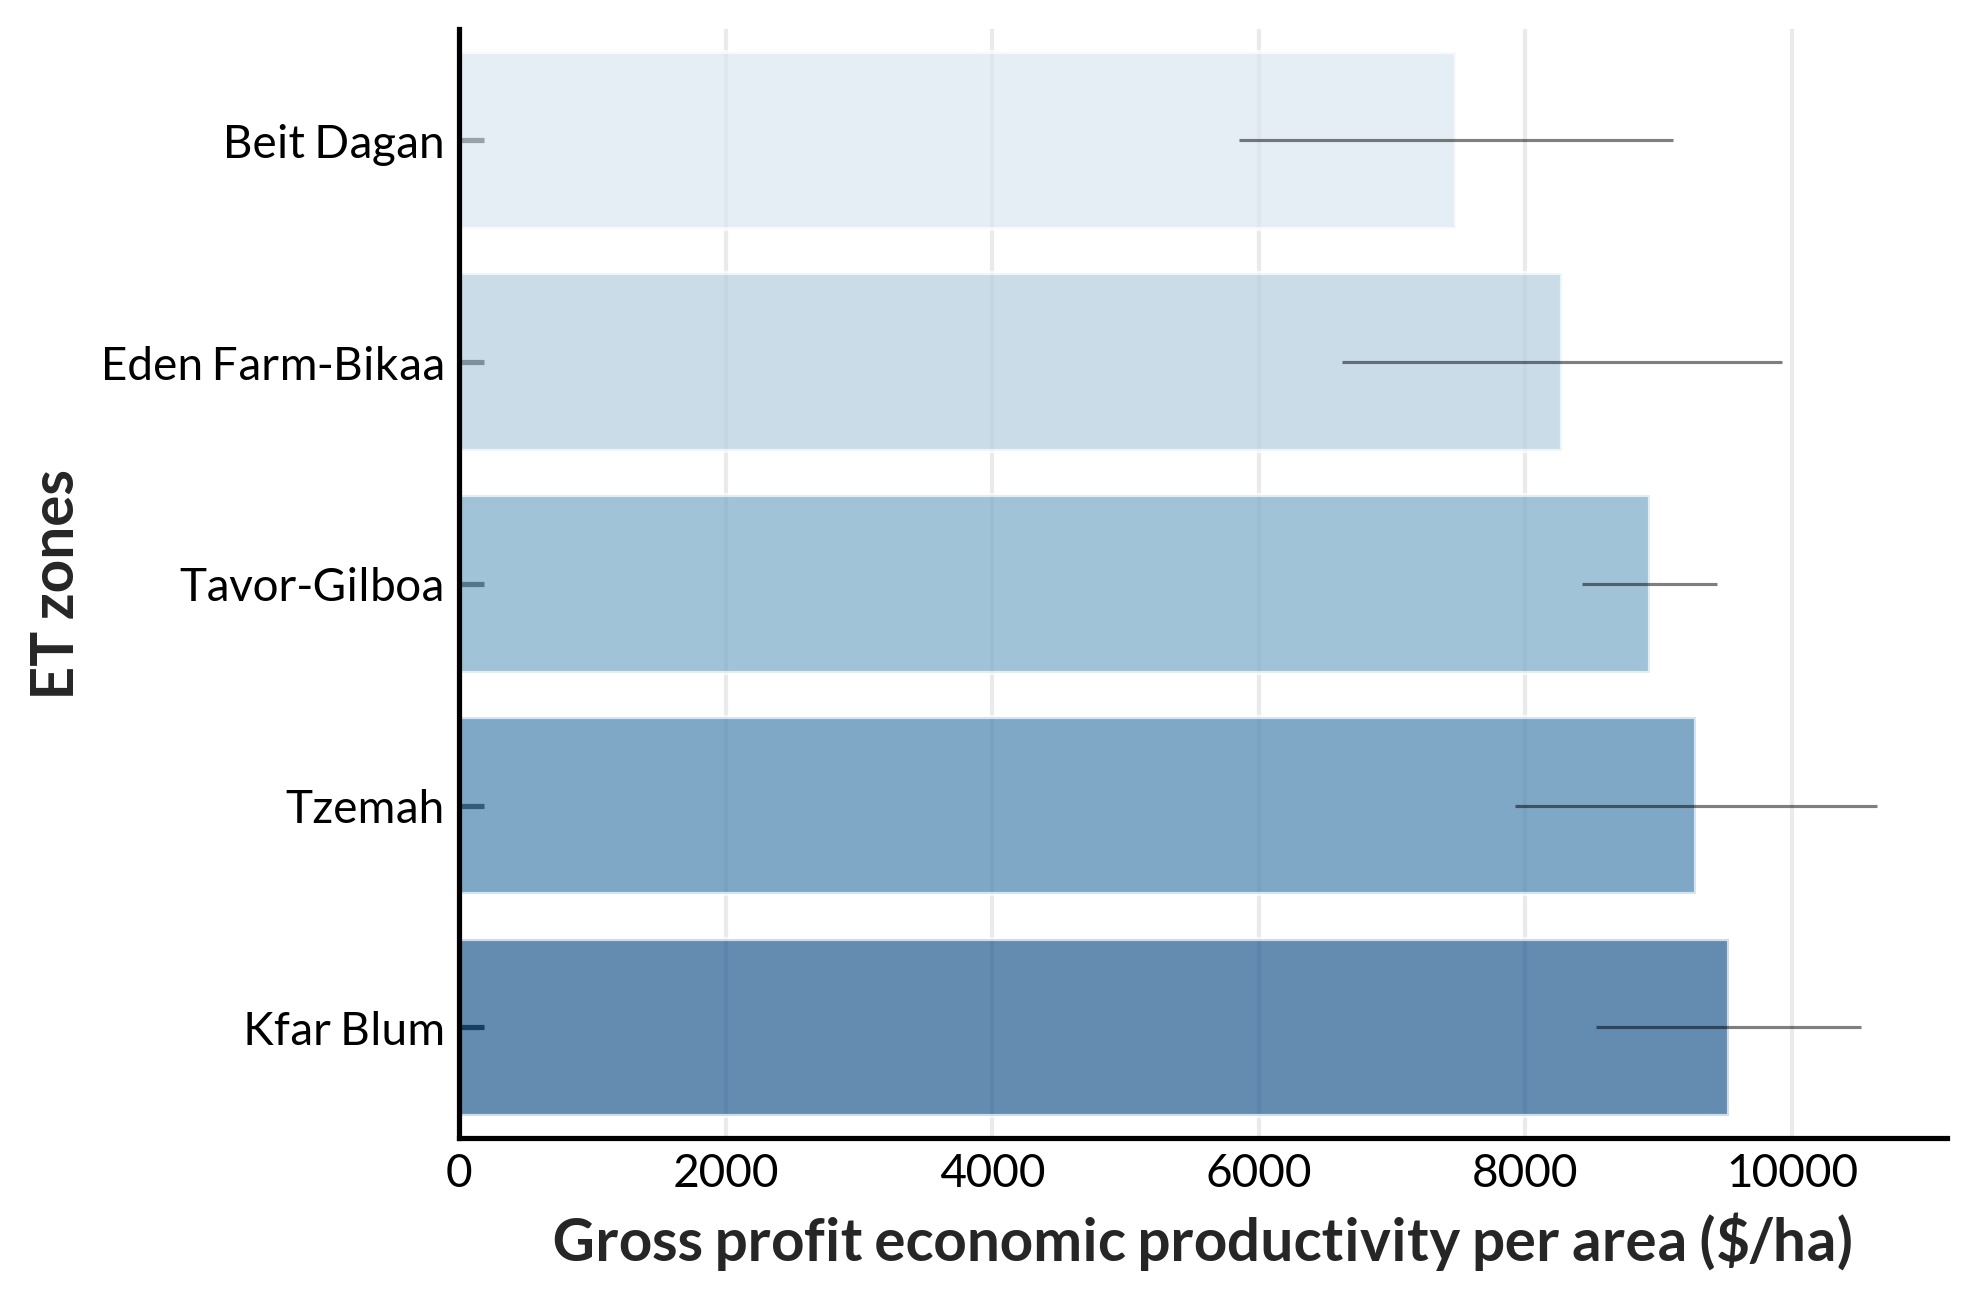 ET zones
Beit Dagan
Eden Farm-Bikaa
Tavor-Gilboa
Tzemah
Kfar Blum
0 2000 4000 6000 8000 10000
Gross profit economic productivity per area ($/ha)